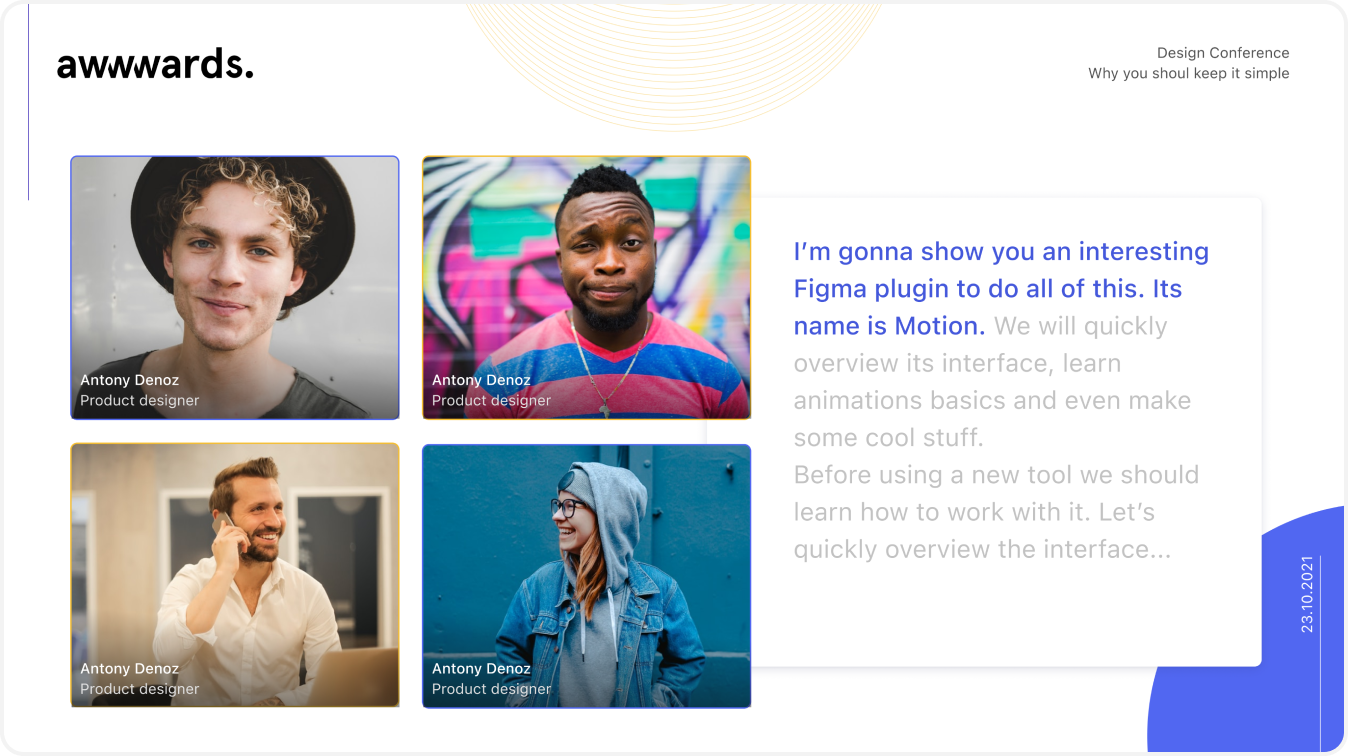 awwwards.
Design Conference
Why you shoul keep it simple
Antony Denoz
Product designer
Antony Denoz
Product designer
Antony Denoz
Product designer
Antony Denoz
Product designer
I’m gonna show you an interesting
Figma plugin to do all of this. Its
name is Motion. We will quickly
overview its interface, learn
animations basics and even make
some cool stuff.
Before using a new tool we should
learn how to work with it. Let’s
quickly overview the interface...
23.10.2021